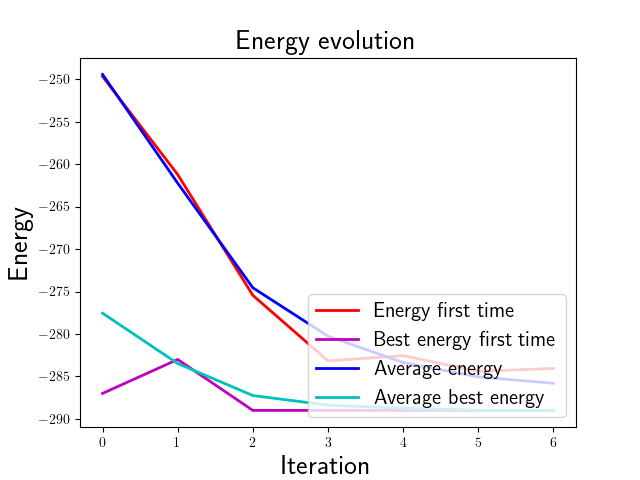 Energy evolution
Energy
−250
−255
−260
−265
−270
−275
−280
−285
−290
Energy first time
Best energy first time
Average energy
Average best energy
0 1 2 3 4 5 6
Iteration